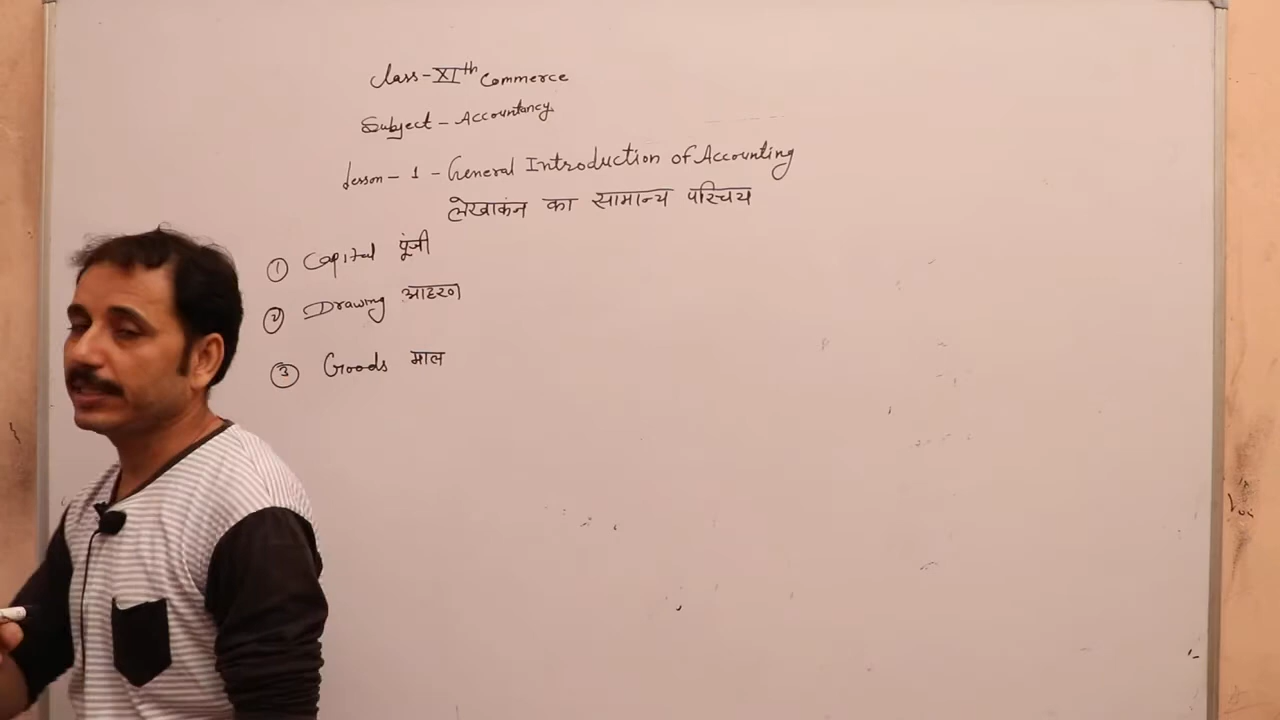 Class-XIth Commerce
Subject - Accountancy
Lesson - 1 - General Introduction of Accounting
लेखाकंन का सामान्य परिचय
① Capital पूंजी
② Drawing आहरण
③ Goods माल